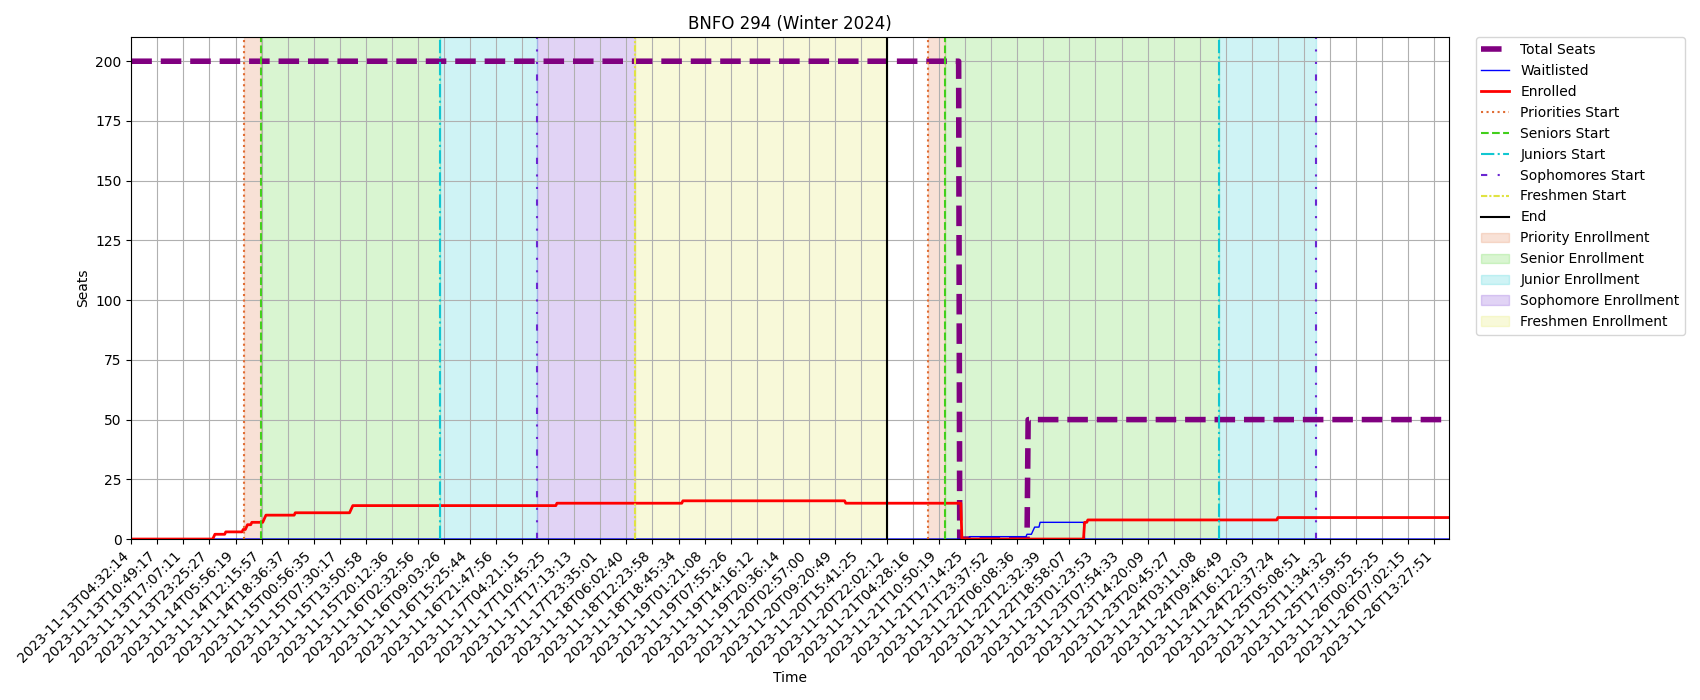 BNFO 294 (Winter 2024)
Seats
200
175
150
125
100
75
50
25
0
2023-11-13T04:32:14
2023-11-13T10:49:17
2023-11-13T17:07:11
2023-11-13T23:25:27
2023-11-14T05:56:19
2023-11-14T12:15:57
2023-11-14T18:36:37
2023-11-15T00:56:35
2023-11-15T07:30:17
2023-11-15T13:50:58
2023-11-15T20:12:36
2023-11-16T02:32:56
2023-11-16T09:03:26
2023-11-16T15:25:44
2023-11-16T21:47:56
2023-11-17T04:21:15
2023-11-17T10:45:25
2023-11-17T17:13:13
2023-11-17T23:35:01
2023-11-18T06:02:40
2023-11-18T12:23:58
2023-11-18T18:45:34
2023-11-19T01:21:08
2023-11-19T07:55:26
2023-11-19T14:16:12
2023-11-19T20:36:14
2023-11-20T02:57:00
2023-11-20T09:20:49
2023-11-20T15:41:25
2023-11-20T22:02:12
2023-11-21T04:28:16
2023-11-21T10:50:19
2023-11-21T17:14:25
2023-11-21T23:37:52
2023-11-22T06:08:36
2023-11-22T12:32:39
2023-11-22T18:58:07
2023-11-23T01:23:53
2023-11-23T07:54:33
2023-11-23T14:20:09
2023-11-23T20:45:27
2023-11-24T03:11:08
2023-11-24T09:46:49
2023-11-24T16:12:03
2023-11-24T22:37:24
2023-11-25T05:08:51
2023-11-25T11:34:32
2023-11-25T17:59:55
2023-11-26T00:25:25
2023-11-26T07:02:15
2023-11-26T13:27:51
Time
Total Seats
Waitlisted
Enrolled
Priorities Start
Seniors Start
Juniors Start
Sophomores Start
Freshmen Start
End
Priority Enrollment
Senior Enrollment
Junior Enrollment
Sophomore Enrollment
Freshmen Enrollment